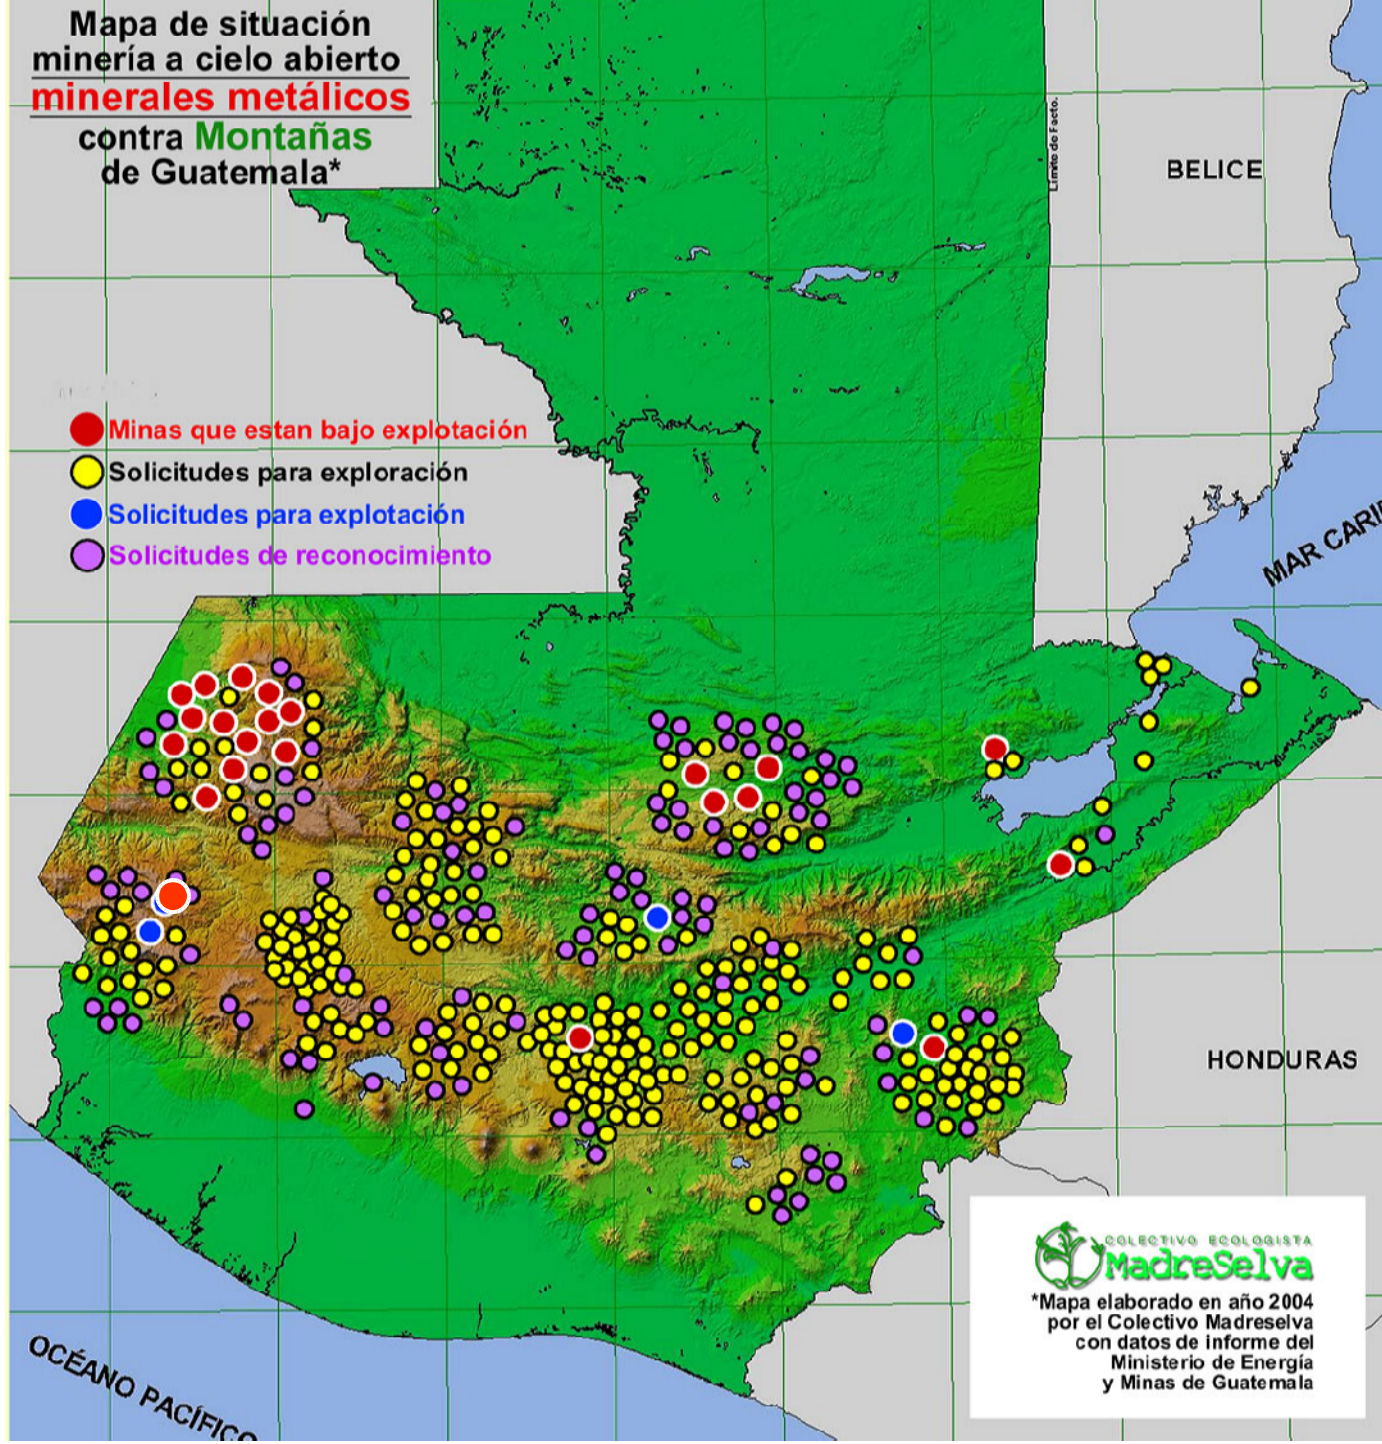 Mapa de situación
minería a cielo abierto
minerales metálicos
contra Montañas
de Guatemala*
Límite de Facto.
BELICE
Minas que estan bajo explotación
Solicitudes para exploración
Solicitudes para explotación
Solicitudes de reconocimiento
MAR CARIB
HONDURAS
COLECTIVO ECOLOGISTA
MadreSelva
*Mapa elaborado en año 2004
por el Colectivo Madreselva
con datos de informe del
Ministerio de Energía
y Minas de Guatemala
OCÉANO PACÍFICO